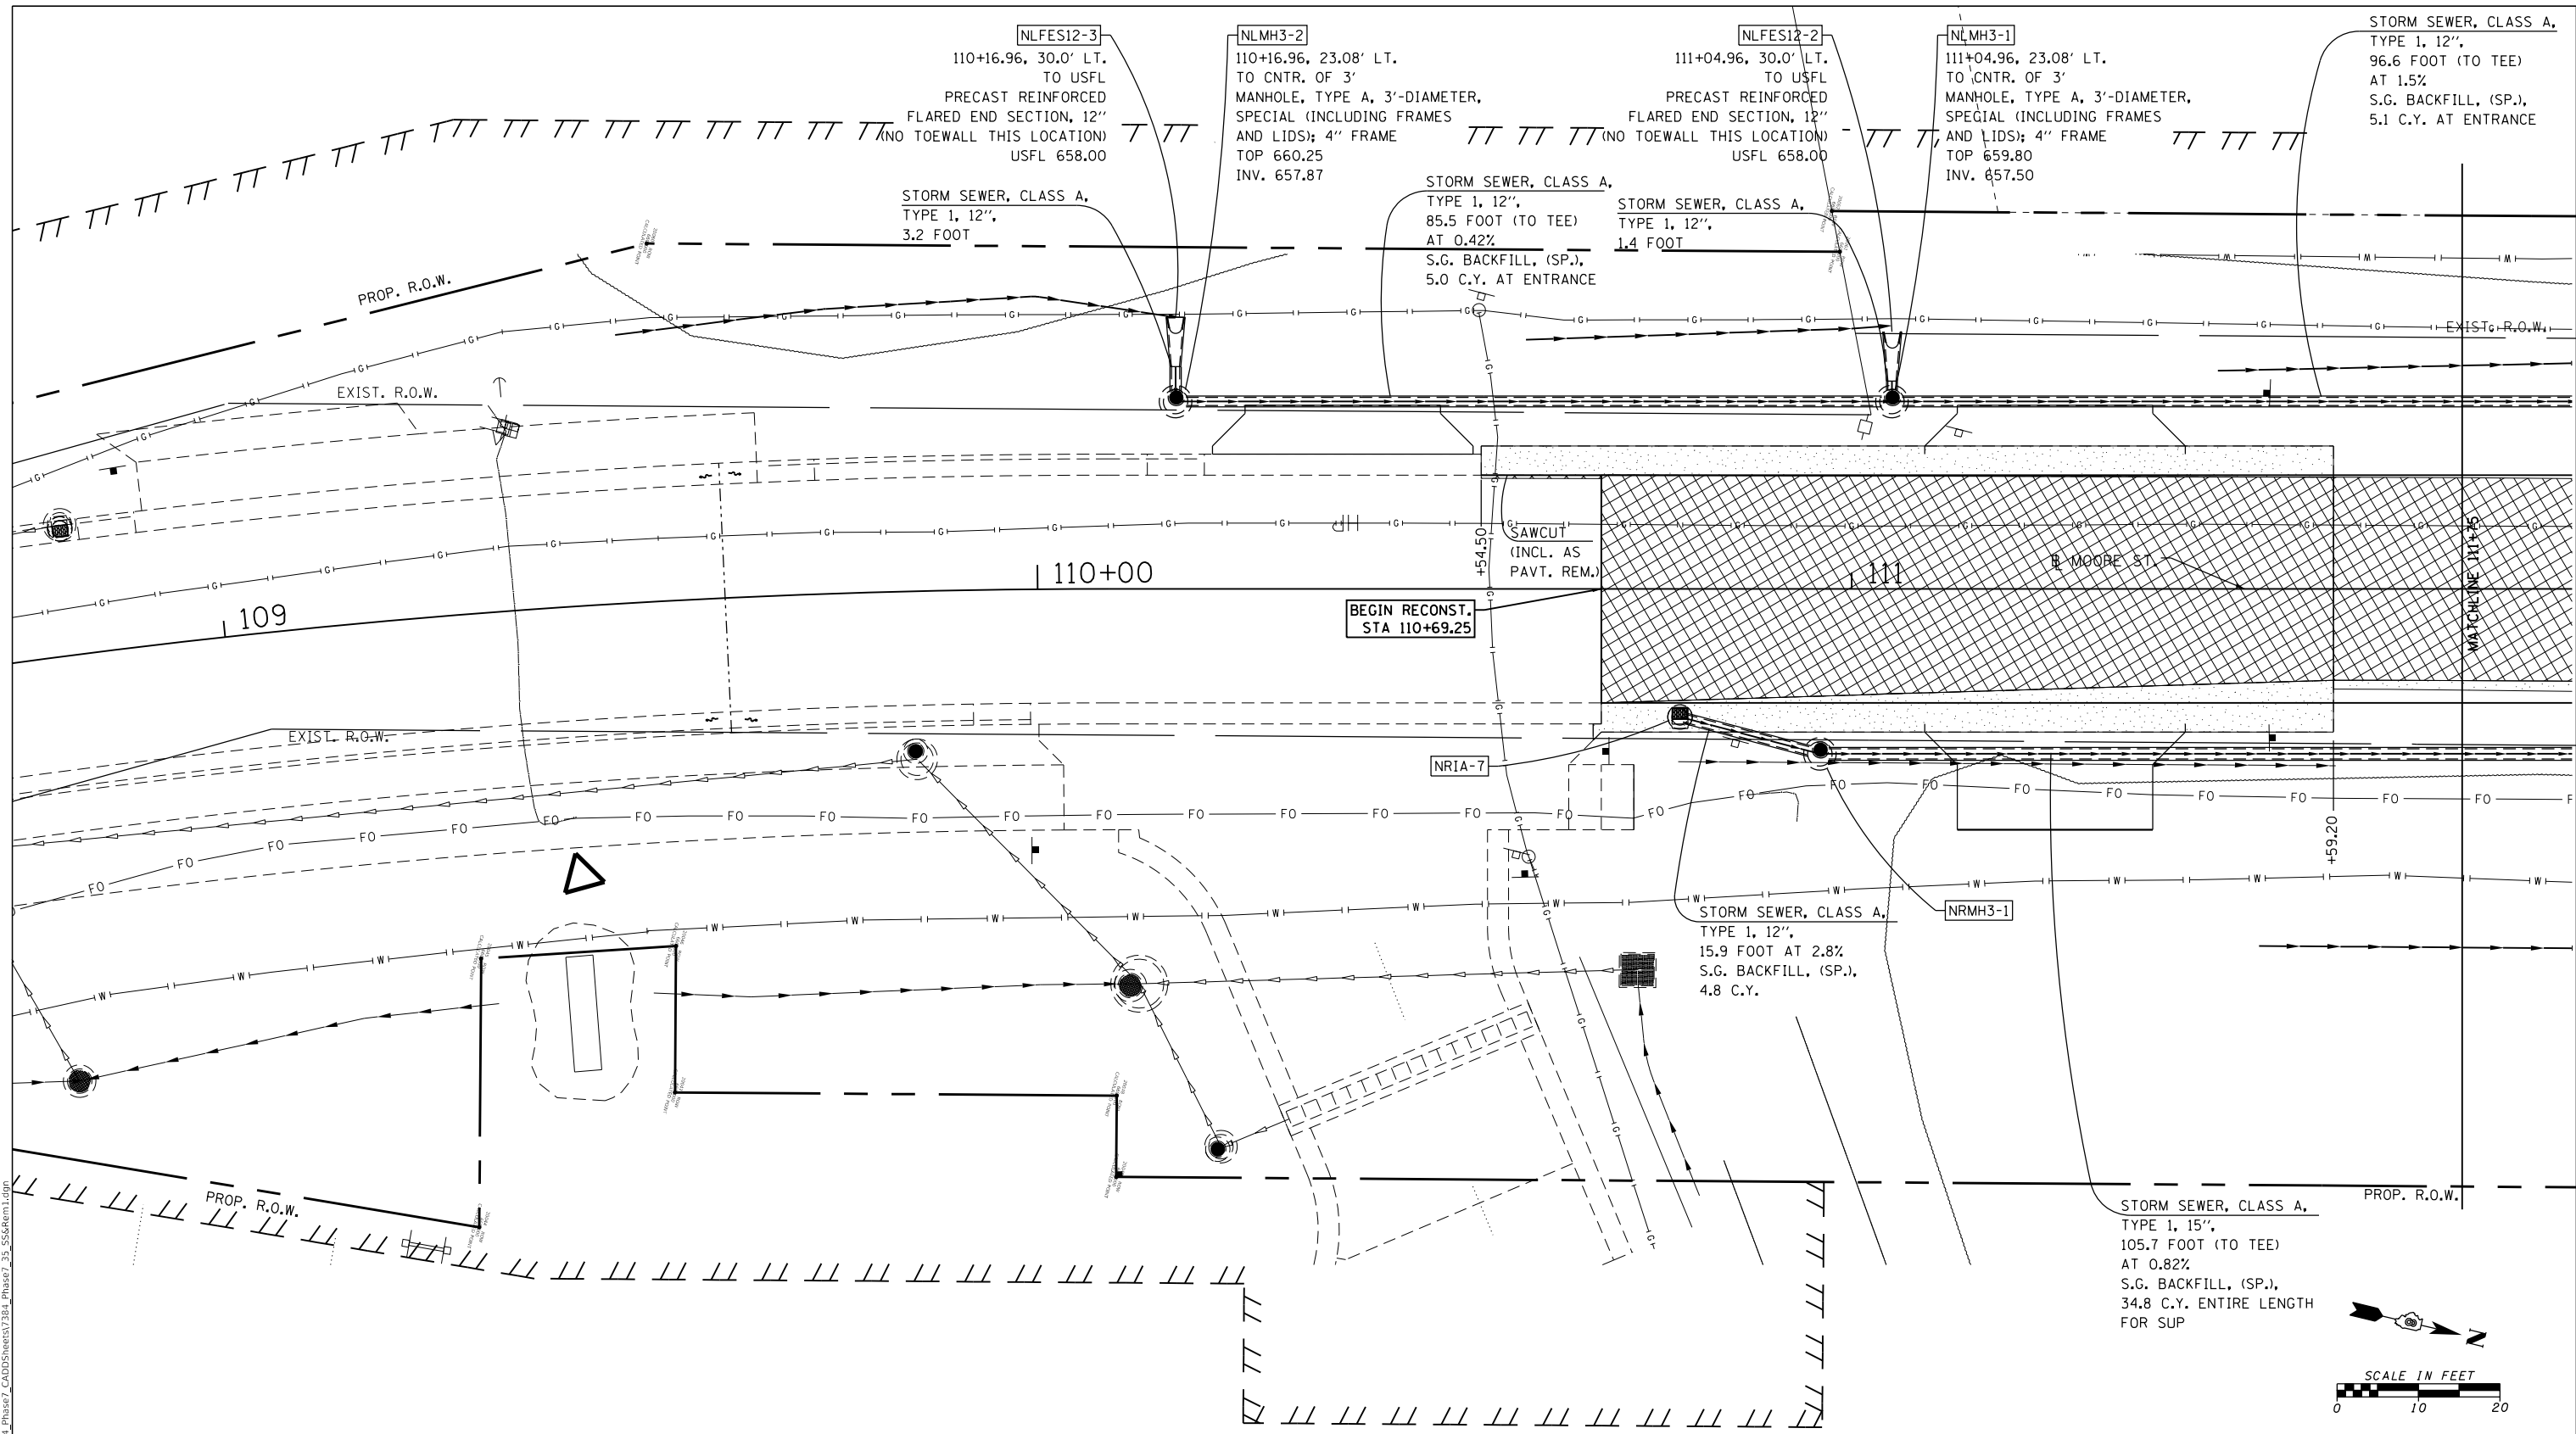 NLFES12-3
110+16.96, 30.0' LT.
TO USFL
PRECAST REINFORCED
FLARED END SECTION, 12''
(NO TOEWALL THIS LOCATION)
USFL 658.00
NLMH3-2
110+16.96, 23.08' LT.
TO CNTR. OF 3'
MANHOLE, TYPE A, 3'-DIAMETER,
SPECIAL (INCLUDING FRAMES
AND LIDS); 4'' FRAME
TOP 660.25
INV. 657.87
NLFES12-2
111+04.96, 30.0' LT.
TO USFL
PRECAST REINFORCED
FLARED END SECTION, 12''
(NO TOEWALL THIS LOCATION)
USFL 658.00
NLMH3-1
111+04.96, 23.08' LT.
TO CNTR. OF 3'
MANHOLE, TYPE A, 3'-DIAMETER,
SPECIAL (INCLUDING FRAMES
AND LIDS); 4'' FRAME
TOP 659.80
INV. 657.50
STORM SEWER, CLASS A,
TYPE 1, 12'',
96.6 FOOT (TO TEE)
AT 1.5%
S.G. BACKFILL, (SP.),
5.1 C.Y. AT ENTRANCE
STORM SEWER, CLASS A,
TYPE 1, 12'',
3.2 FOOT
STORM SEWER, CLASS A,
TYPE 1, 12'',
85.5 FOOT (TO TEE)
AT 0.42%
S.G. BACKFILL, (SP.),
5.0 C.Y. AT ENTRANCE
STORM SEWER, CLASS A,
TYPE 1, 12'',
1.4 FOOT
PROP. R.O.W.
EXIST. R.O.W.
EXIST. R.O.W.
HP
+54.50
SAWCUT
(INCL. AS
PAVT. REM.)
109
110+00
111
BL MOORE ST.
MATCHLINE 111+75
BEGIN RECONST.
STA 110+69.25
EXIST. R.O.W.
NRIA-7
+59.20
NRMH3-1
STORM SEWER, CLASS A,
TYPE 1, 12'',
15.9 FOOT AT 2.8%
S.G. BACKFILL, (SP.),
4.8 C.Y.
PROP. R.O.W.
PROP. R.O.W.
STORM SEWER, CLASS A,
TYPE 1, 15'',
105.7 FOOT (TO TEE)
AT 0.82%
S.G. BACKFILL, (SP.),
34.8 C.Y. ENTIRE LENGTH
FOR SUP
N
SCALE IN FEET
0 10 20
4_Phase7_CADDSheets\7384_Phase7_35_SS&Rem1.dgn